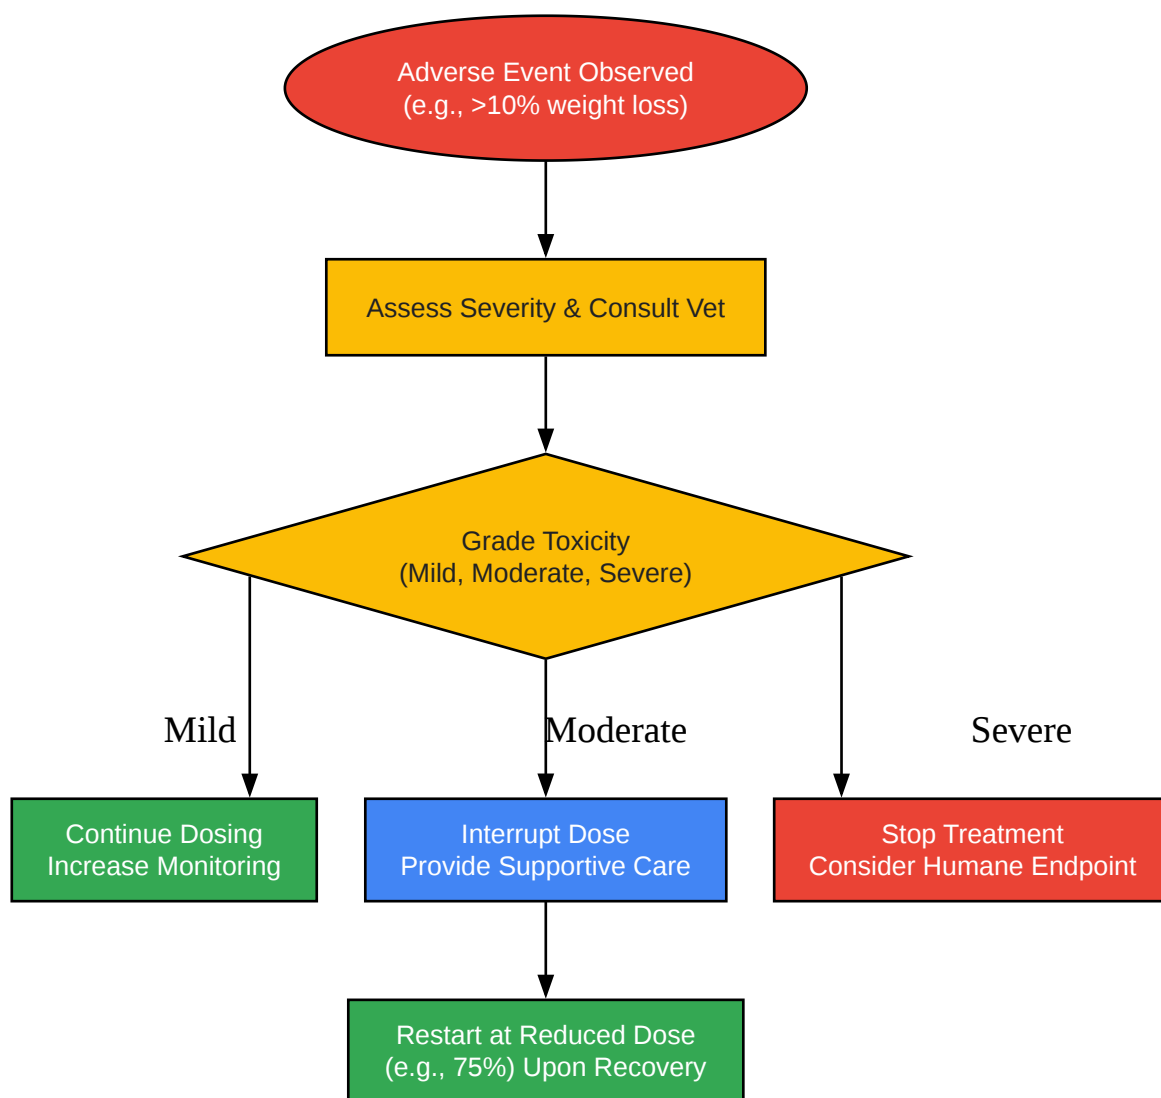 Adverse Event Observed
(e.g., >10% weight loss)
Assess Severity & Consult Vet
Grade Toxicity
(Mild, Moderate, Severe)
Mild
Moderate
Severe
Continue Dosing
Increase Monitoring
Interrupt Dose
Provide Supportive Care
Stop Treatment
Consider Humane Endpoint
Restart at Reduced Dose
(e.g., 75%) Upon Recovery